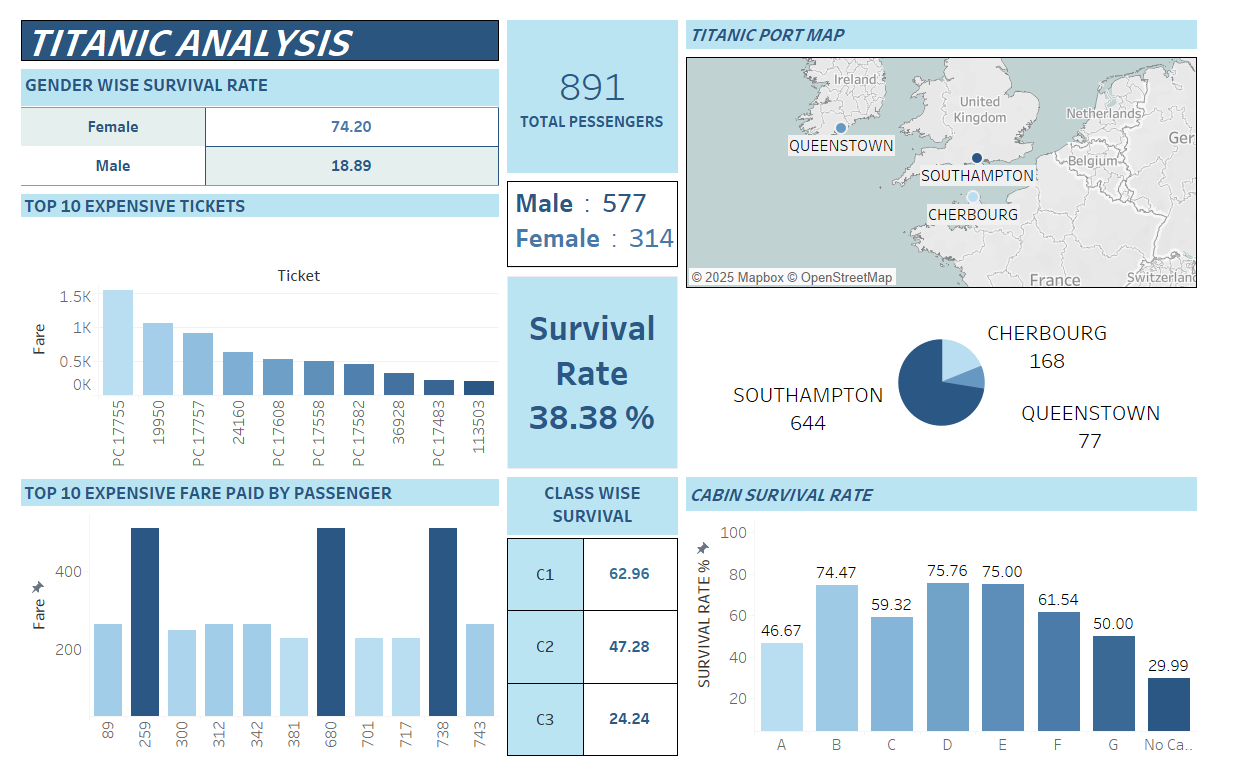 TITANIC ANALYSIS
GENDER WISE SURVIVAL RATE
Female 74.20
Male 18.89
TOP 10 EXPENSIVE TICKETS
Ticket
Fare
1.5K
1K
0.5K
0K
PC 17755
19950
PC 17757
24160
PC 17608
PC 17558
PC 17582
36928
PC 17483
113503
TOP 10 EXPENSIVE FARE PAID BY PASSENGER
Fare
400
200
89
259
300
312
342
381
680
701
717
738
743
891
TOTAL PESSENGERS
Male : 577
Female : 314
Survival
Rate
38.38 %
CLASS WISE
SURVIVAL
C1 62.96
C2 47.28
C3 24.24
TITANIC PORT MAP
Ireland
United
Kingdom
Netherlands
Ger
Belgium
QUEENSTOWN
SOUTHAMPTON
CHERBOURG
France
Switzerland
© 2025 Mapbox © OpenStreetMap
CHERBOURG
168
SOUTHAMPTON
644
QUEENSTOWN
77
CABIN SURVIVAL RATE
SURVIVAL RATE %
100
80
60
40
20
46.67
74.47
59.32
75.76
75.00
61.54
50.00
29.99
A B C D E F G No Ca..